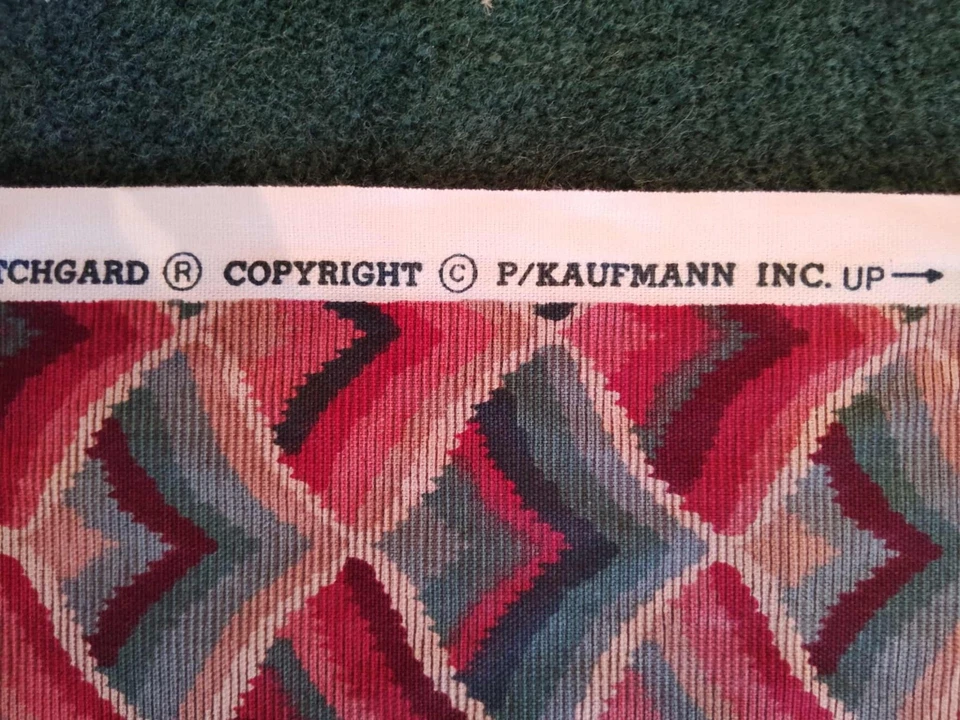 TCHGARD ® COPYRIGHT © P/KAUFMANN INC. UP →